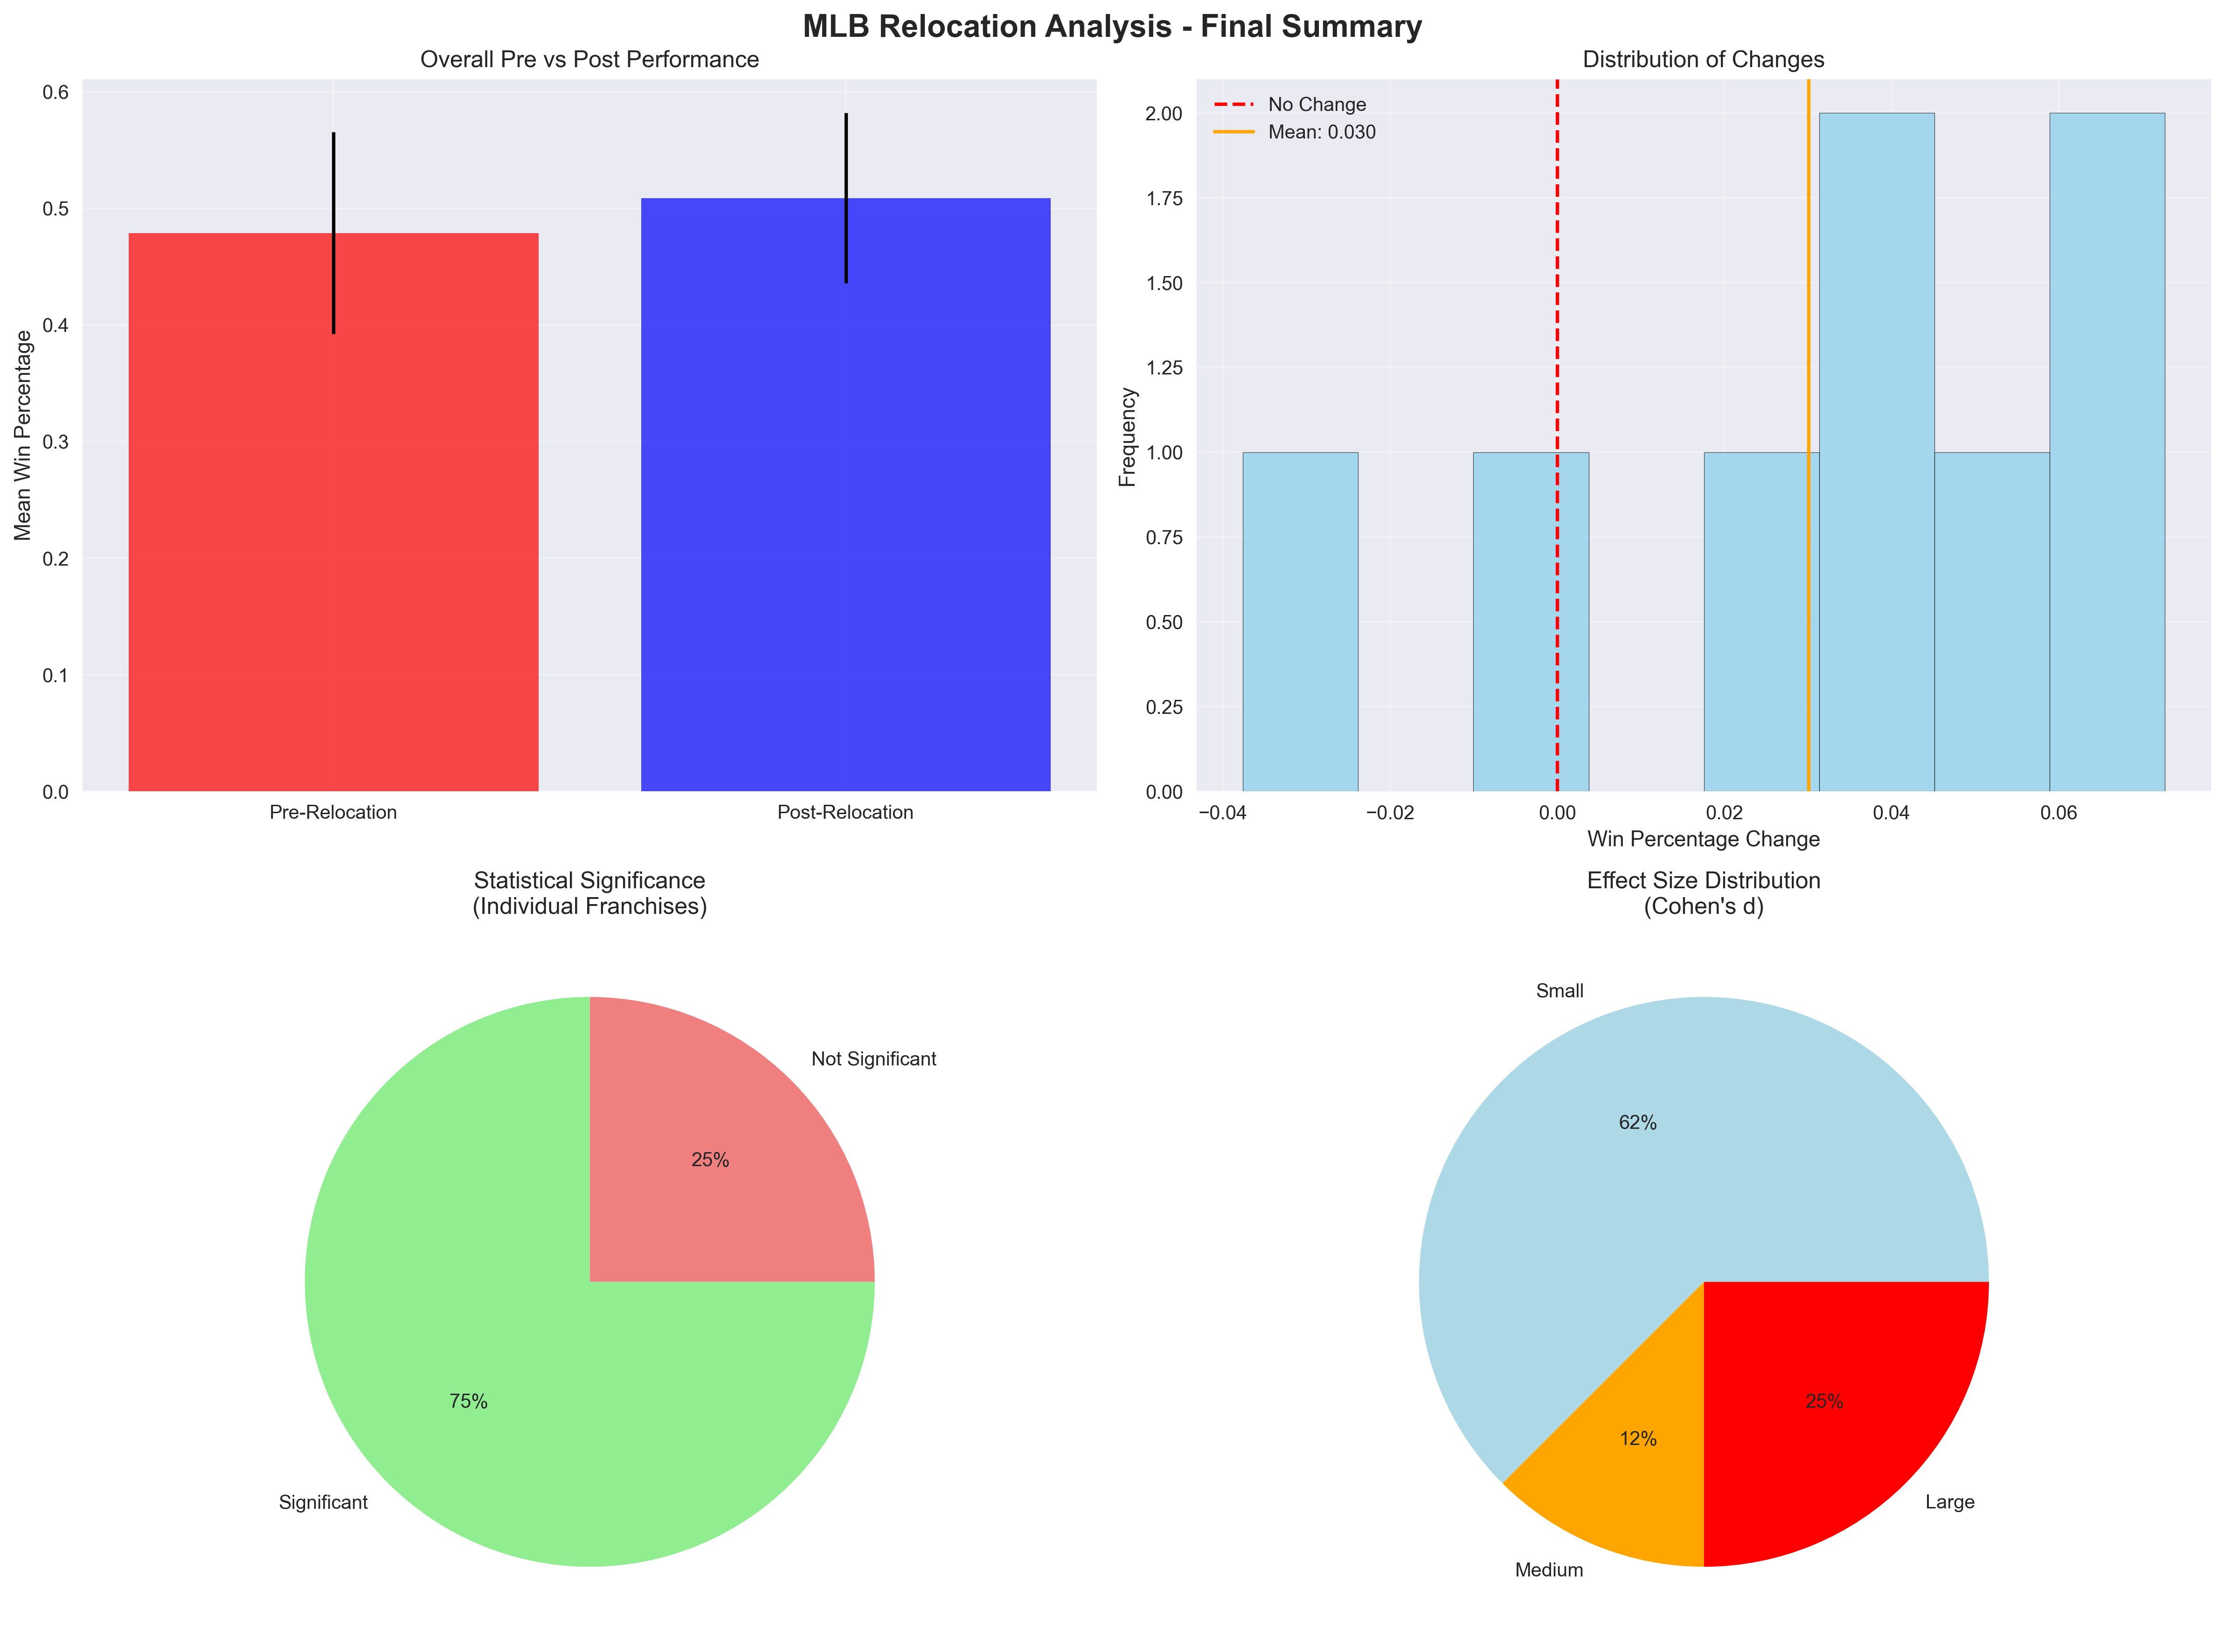 MLB Relocation Analysis - Final Summary
Overall Pre vs Post Performance
0.6
0.5
0.4
0.3
0.2
0.1
0.0
Mean Win Percentage
Pre-Relocation
Post-Relocation
Distribution of Changes
No Change
Mean: 0.030
2.00
1.75
1.50
1.25
1.00
0.75
0.50
0.25
0.00
Frequency
−0.04
−0.02
0.00
0.02
0.04
0.06
Win Percentage Change
Statistical Significance
(Individual Franchises)
Not Significant
25%
75%
Significant
Effect Size Distribution
(Cohen's d)
Small
62%
25%
12%
Large
Medium